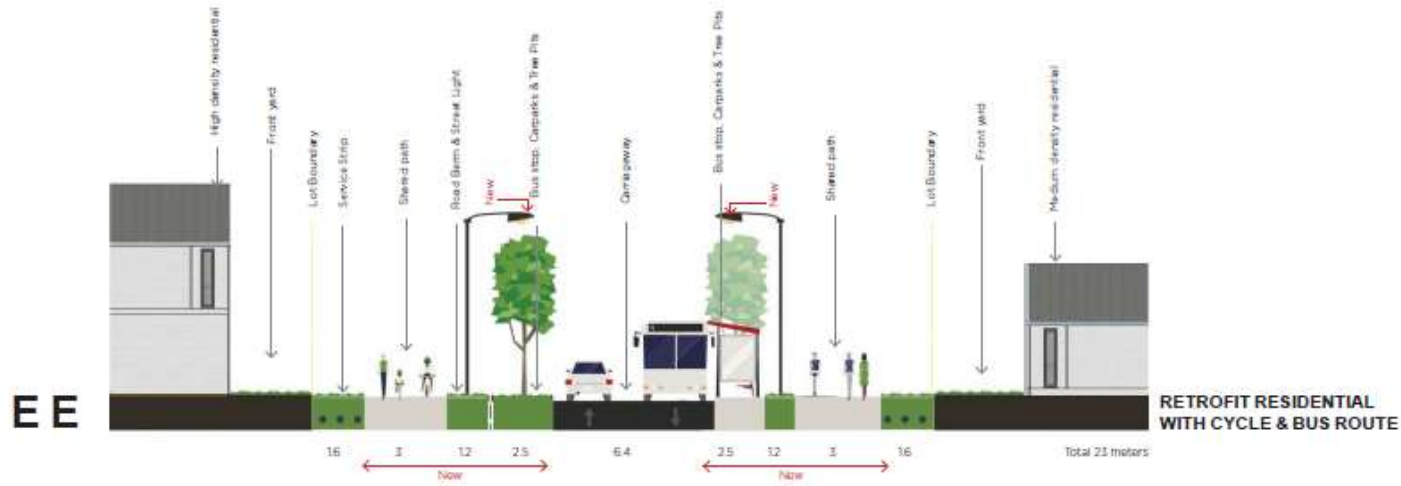 High density residential
Front yard
Lot Boundary
Service Strip
Shared path
Road Berm & Street Light
New
Bus stop, Carparks & Tree Pits
Carriageway
Bus stop, Carparks & Tree Pits
New
Shared path
Lot Boundary
Front yard
Medium density residential
E E
RETROFIT RESIDENTIAL
WITH CYCLE & BUS ROUTE
1.6 3 1.2 2.5 6.4 2.5 1.2 3 1.6 Total 23 meters
New New